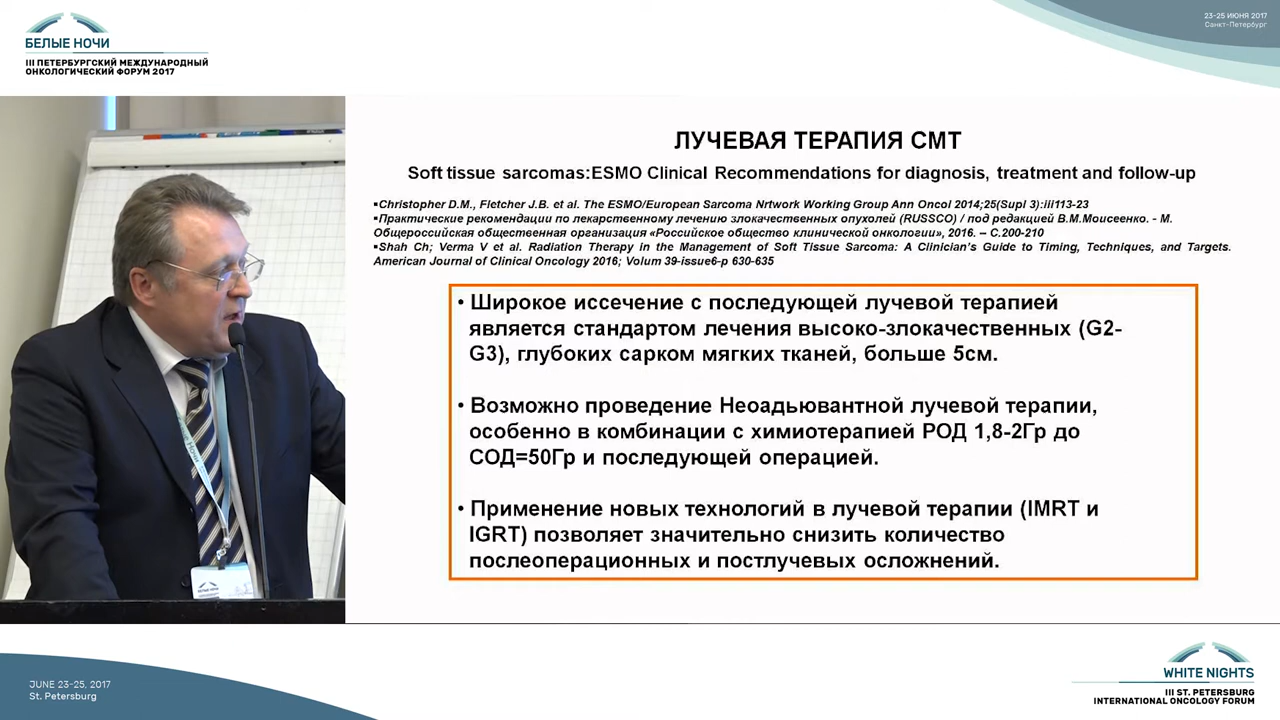 БЕЛЫЕ НОЧИ
III ПЕТЕРБУРГСКИЙ МЕЖДУНАРОДНЫЙ
ОНКОЛОГИЧЕСКИЙ ФОРУМ 2017
23-25 ИЮНЯ 2017
Санкт-Петербург
ЛУЧЕВАЯ ТЕРАПИЯ СМТ
Soft tissue sarcomas:ESMO Clinical Recommendations for diagnosis, treatment and follow-up
▪Christopher D.M., Fletcher J.B. et al. The ESMO/European Sarcoma Nrtwork Working Group Ann Oncol 2014;25(Supl 3):iii113-23
▪Практические рекомендации по лекарственному лечению злокачественных опухолей (RUSSCO) / под редакцией В.М.Моисеенко. - М.
Общероссийская общественная организация «Российское общество клинической онкологии», 2016. – С.200-210
▪Shah Ch; Verma V et al. Radiation Therapy in the Management of Soft Tissue Sarcoma: A Clinician's Guide to Timing, Techniques, and Targets.
American Journal of Clinical Oncology 2016; Volum 39-issue6-p 630-635
• Широкое иссечение с последующей лучевой терапией
является стандартом лечения высоко-злокачественных (G2-
G3), глубоких сарком мягких тканей, больше 5см.
• Возможно проведение Неоадьювантной лучевой терапии,
особенно в комбинации с химиотерапией РОД 1,8-2Гр до
СОД=50Гр и последующей операцией.
• Применение новых технологий в лучевой терапии (IMRT и
IGRT) позволяет значительно снизить количество
послеоперационных и постлучевых осложнений.
БЕЛЫЕ НОЧИ
JUNE 23-25, 2017
St. Petersburg
WHITE NIGHTS
III ST. PETERSBURG
INTERNATIONAL ONCOLOGY FORUM